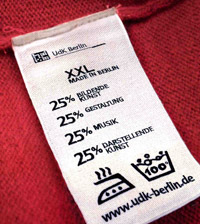 UdK Berlin
XXL
MADE IN BERLIN
25% BILDENDE
KUNST
25% GESTALTUNG
25% MUSIK
25% DARSTELLENDE
KUNST
100°
www.udk-berlin.de